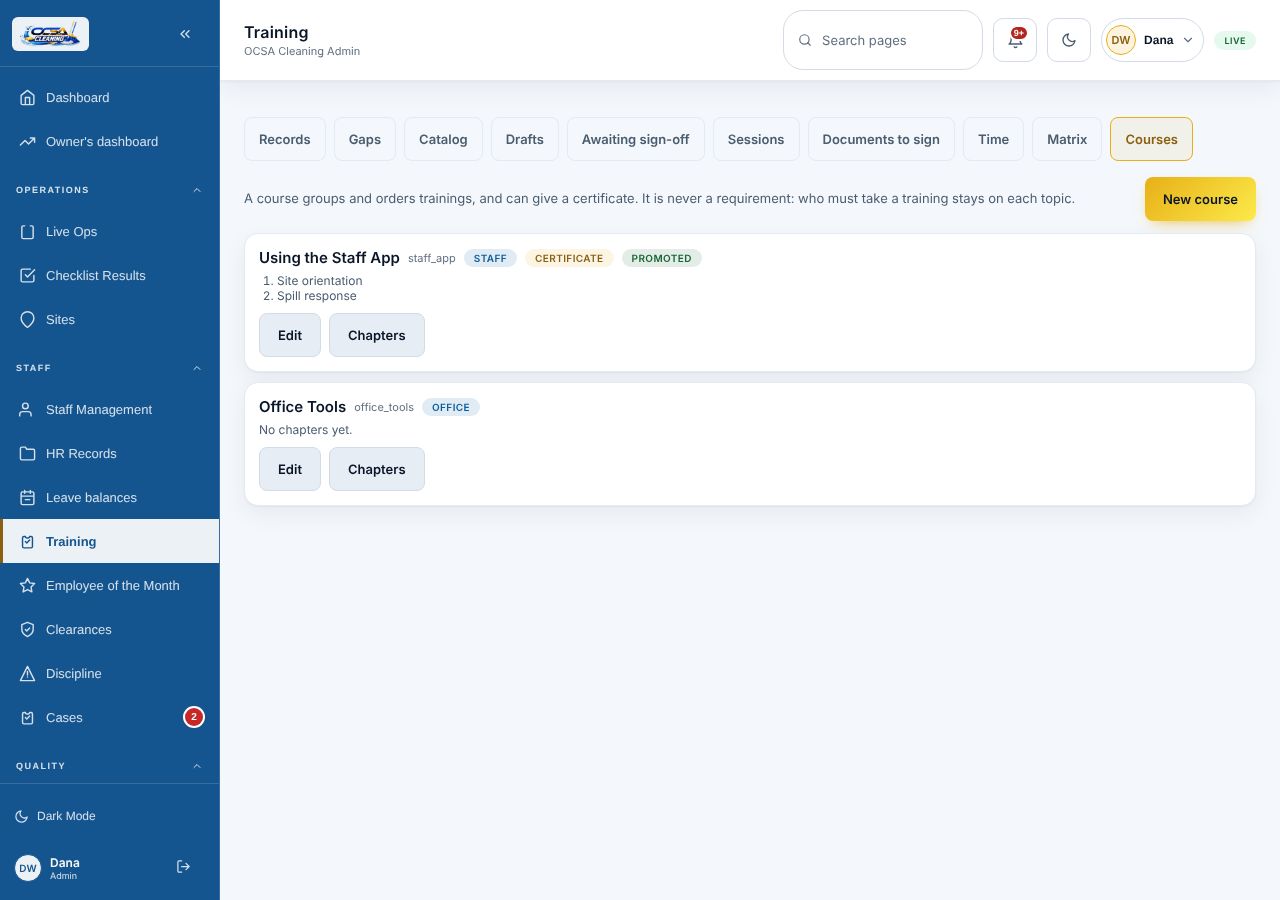 OCSA
CLEANING
Dashboard
Owner's dashboard
OPERATIONS
Live Ops
Checklist Results
Sites
STAFF
Staff Management
HR Records
Leave balances
Training
Employee of the Month
Clearances
Discipline
Cases
2
QUALITY
Dark Mode
DW
Dana
Admin
Training
OCSA Cleaning Admin
Search pages
9+
DW
Dana
LIVE
Records
Gaps
Catalog
Drafts
Awaiting sign-off
Sessions
Documents to sign
Time
Matrix
Courses
A course groups and orders trainings, and can give a certificate. It is never a requirement: who must take a training stays on each topic.
New course
Using the Staff App staff_app STAFF CERTIFICATE PROMOTED
1. Site orientation
2. Spill response
Edit
Chapters
Office Tools office_tools OFFICE
No chapters yet.
Edit
Chapters